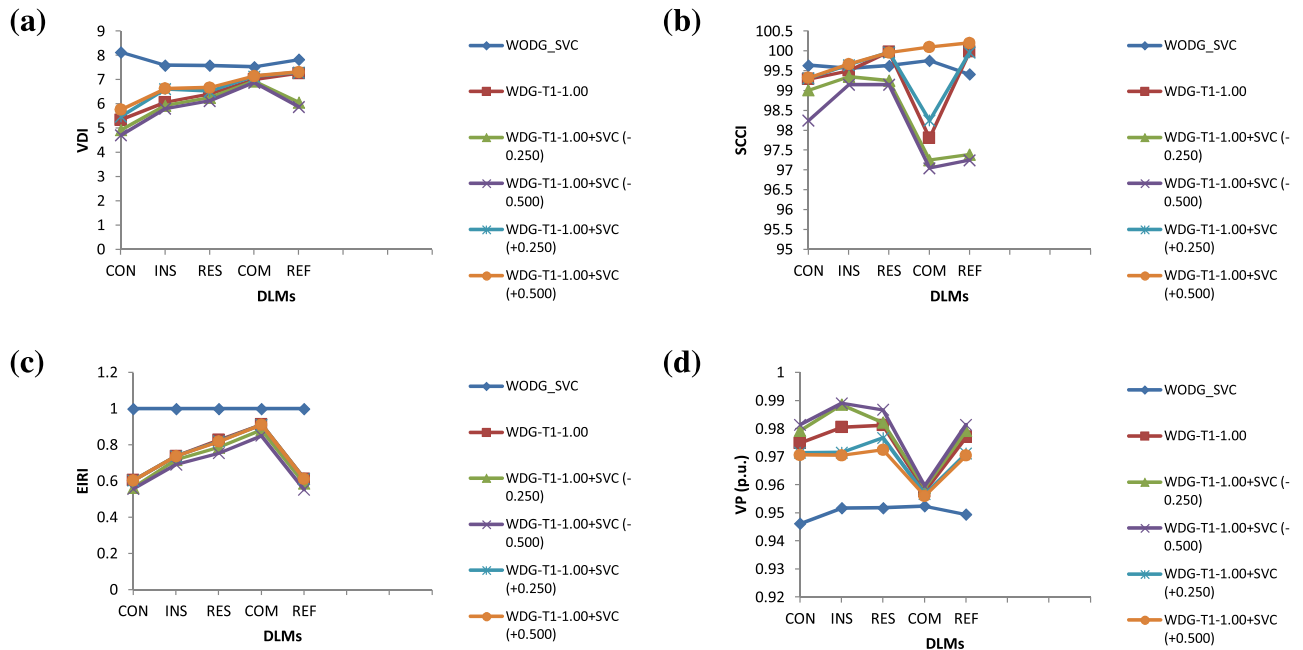 (a)
9
8
7
6
5
4
3
2
1
0
VDI
CON INS RES COM REF
DLMs
WODG_SVC
WDG-T1-1.00
WDG-T1-1.00+SVC (-
0.250)
WDG-T1-1.00+SVC (-
0.500)
WDG-T1-1.00+SVC
(+0.250)
WDG-T1-1.00+SVC
(+0.500)
(b)
100.5
100
99.5
99
98.5
98
97.5
97
96.5
96
95.5
95
SCCI
CON INS RES COM REF
DLMs
WODG_SVC
WDG-T1-1.00
WDG-T1-1.00+SVC (-
0.250)
WDG-T1-1.00+SVC (-
0.500)
WDG-T1-1.00+SVC
(+0.250)
WDG-T1-1.00+SVC
(+0.500)
(c)
1.2
1
0.8
0.6
0.4
0.2
0
EIRI
CON INS RES COM REF
DLMs
WODG_SVC
WDG-T1-1.00
WDG-T1-1.00+SVC (-
0.250)
WDG-T1-1.00+SVC (-
0.500)
WDG-T1-1.00+SVC
(+0.250)
WDG-T1-1.00+SVC
(+0.500)
(d)
1
0.99
0.98
0.97
0.96
0.95
0.94
0.93
0.92
VP (p.u.)
CON INS RES COM REF
DLMs
WODG_SVC
WDG-T1-1.00
WDG-T1-1.00+SVC (-
0.250)
WDG-T1-1.00+SVC (-
0.500)
WDG-T1-1.00+SVC
(+0.250)
WDG-T1-1.00+SVC
(+0.500)